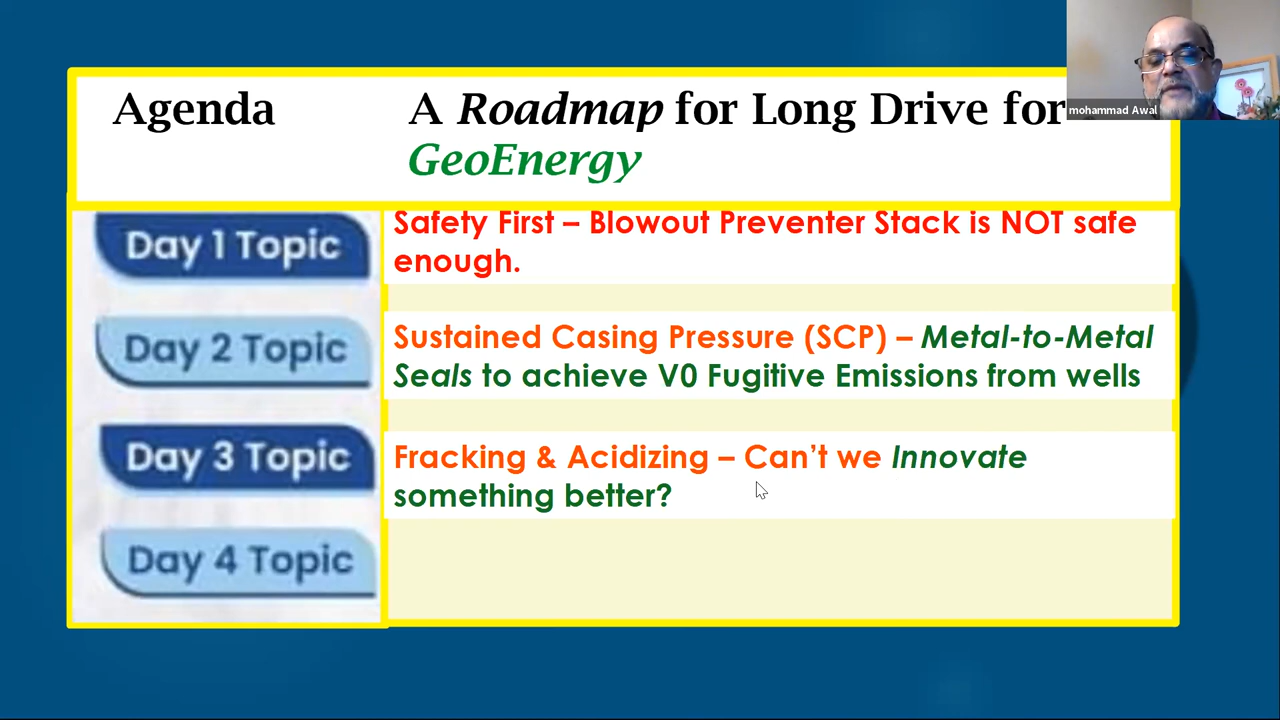 Agenda
A Roadmap for Long Drive for
GeoEnergy
mohammad Awal
Day 1 Topic
Safety First – Blowout Preventer Stack is NOT safe
enough.
Day 2 Topic
Sustained Casing Pressure (SCP) – Metal-to-Metal
Seals to achieve V0 Fugitive Emissions from wells
Day 3 Topic
Fracking & Acidizing – Can’t we Innovate
something better?
Day 4 Topic